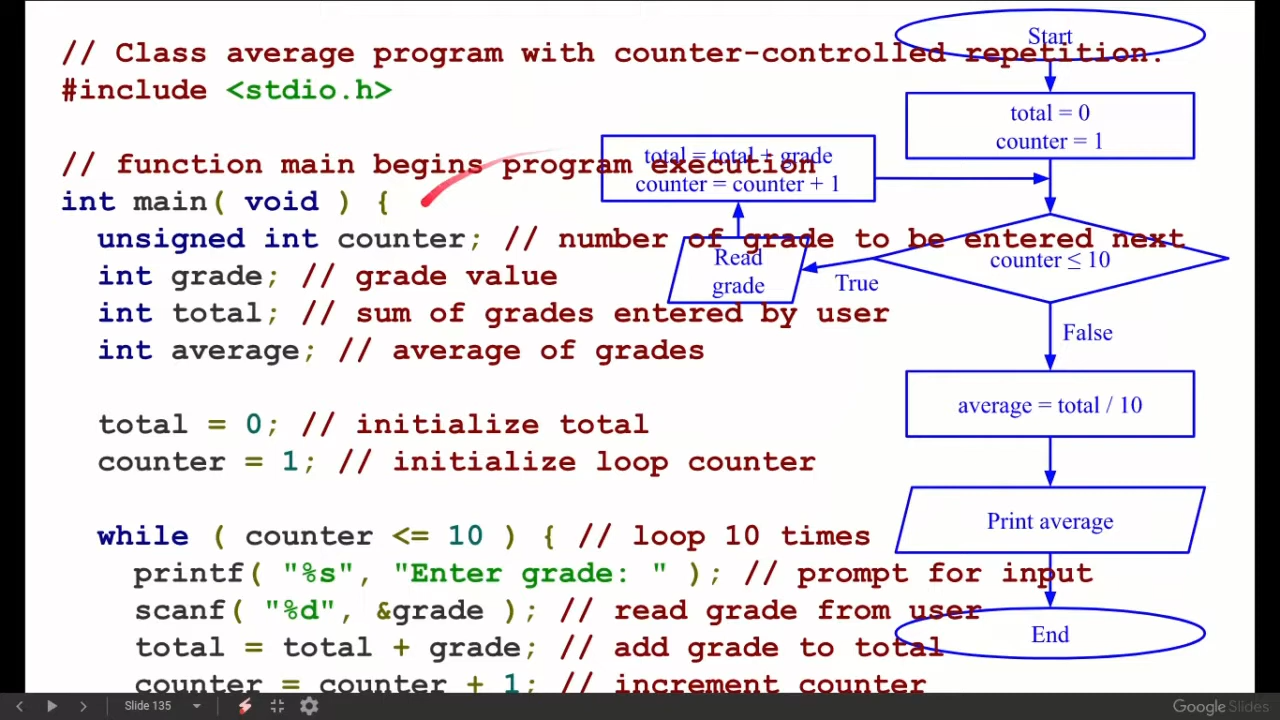 // Class average program with counter-controlled repetition.
#include <stdio.h>
// function main begins program execution
int main( void ) {
unsigned int counter; // number of grade to be entered next
int grade; // grade value
int total; // sum of grades entered by user
int average; // average of grades
total = 0; // initialize total
counter = 1; // initialize loop counter
while ( counter <= 10 ) { // loop 10 times
printf( "%s", "Enter grade: " ); // prompt for input
scanf( "%d", &grade ); // read grade from user
total = total + grade; // add grade to total
counter = counter + 1; // increment counter
Start
total = 0
counter = 1
counter ≤ 10
True
Read
grade
total = total + grade
counter = counter + 1
False
average = total / 10
Print average
End
Slide 135
Google Slides